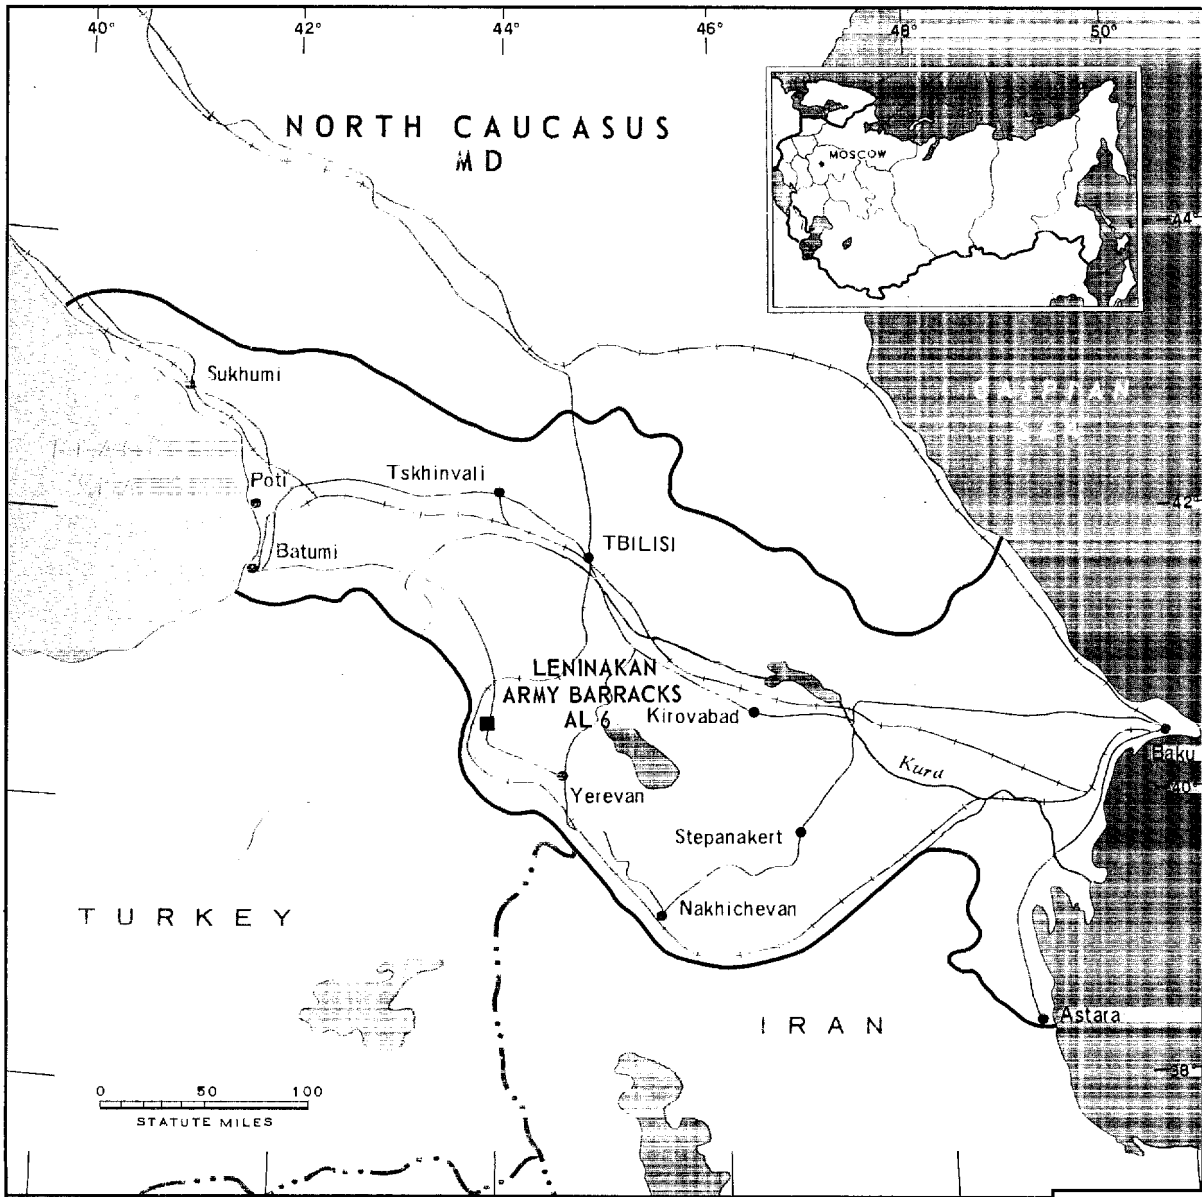 40° 42° 44° 46° 48° 50°
NORTH CAUCASUS
MD
MOSCOW
44°
Sukhumi
CASPIAN
Poti
Tskhinvali
42°
Batumi
TBILISI
LENINAKAN
ARMY BARRACKS
AL 6
Kirovabad
Baku
Kura
40°
Yerevan
Stepanakert
Nakhichevan
TURKEY
IRAN
Astara
38°
0 50 100
STATUTE MILES